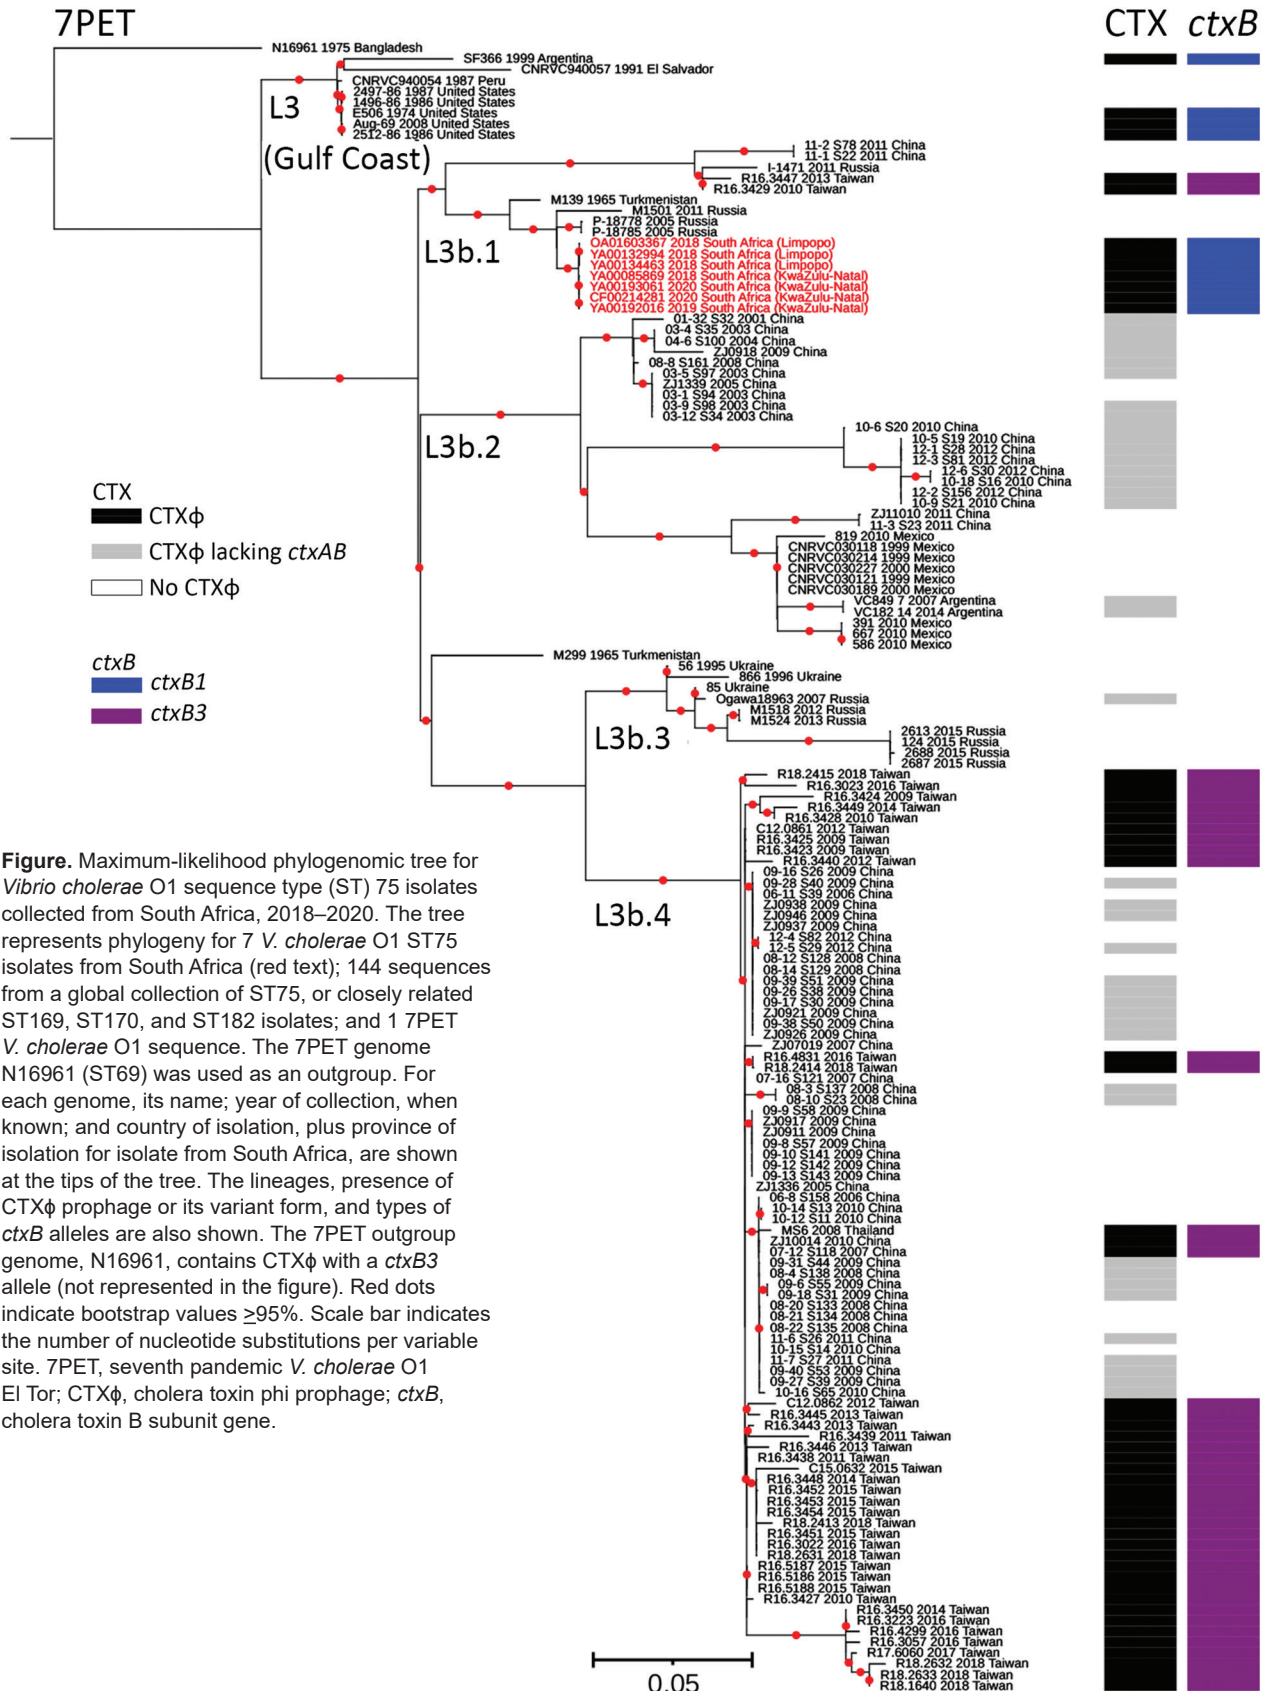 7PET
CTX ctxB
N16961 1975 Bangladesh
SF366 1999 Argentina
CNRVC940057 1991 El Salvador
CNRVC940054 1987 Peru
2497-86 1987 United States
1496-86 1986 United States
E506 1974 United States
Aug-69 2008 United States
2512-86 1986 United States
L3
(Gulf Coast)
11-2 S78 2011 China
11-1 S22 2011 China
I-1471 2011 Russia
R16.3447 2013 Taiwan
R16.3429 2010 Taiwan
M139 1965 Turkmenistan
M1501 2011 Russia
P-18778 2005 Russia
P-18785 2005 Russia
L3b.1
OA01603367 2018 South Africa (Limpopo)
YA00132994 2018 South Africa (Limpopo)
YA00134463 2018 South Africa (Limpopo)
YA00085869 2018 South Africa (KwaZulu-Natal)
YA00193061 2020 South Africa (KwaZulu-Natal)
CF00214281 2020 South Africa (KwaZulu-Natal)
YA00192016 2019 South Africa (KwaZulu-Natal)
01-32 S32 2001 China
03-4 S35 2003 China
04-6 S100 2004 China
ZJ0918 2009 China
08-8 S161 2008 China
03-5 S97 2003 China
ZJ1339 2005 China
03-1 S94 2003 China
03-9 S98 2003 China
03-12 S34 2003 China
L3b.2
10-6 S20 2010 China
10-5 S19 2010 China
12-1 S28 2012 China
12-3 S81 2012 China
12-6 S30 2012 China
10-18 S16 2010 China
12-2 S156 2012 China
10-9 S21 2010 China
ZJ11010 2011 China
11-3 S23 2011 China
819 2010 Mexico
CNRVC030118 1999 Mexico
CNRVC030214 1999 Mexico
CNRVC030227 2000 Mexico
CNRVC030121 1999 Mexico
CNRVC030189 2000 Mexico
VC849 7 2007 Argentina
VC182 14 2014 Argentina
391 2010 Mexico
667 2010 Mexico
586 2010 Mexico
CTX
CTXϕ
CTXϕ lacking ctxAB
No CTXϕ
ctxB
ctxB1
ctxB3
M299 1965 Turkmenistan
56 1995 Ukraine
866 1996 Ukraine
85 Ukraine
Ogawa18963 2007 Russia
M1518 2012 Russia
M1524 2013 Russia
2613 2015 Russia
124 2015 Russia
2688 2015 Russia
2687 2015 Russia
L3b.3
R18.2415 2018 Taiwan
R16.3023 2016 Taiwan
R16.3424 2009 Taiwan
R16.3449 2014 Taiwan
R16.3428 2010 Taiwan
C12.0861 2012 Taiwan
R16.3425 2009 Taiwan
R16.3423 2009 Taiwan
R16.3440 2012 Taiwan
09-16 S26 2009 China
09-28 S40 2009 China
06-11 S39 2006 China
ZJ0938 2009 China
ZJ0946 2009 China
ZJ0937 2009 China
12-4 S82 2012 China
12-5 S29 2012 China
08-12 S128 2008 China
08-14 S129 2008 China
09-39 S51 2009 China
09-26 S38 2009 China
09-17 S30 2009 China
ZJ0921 2009 China
09-38 S50 2009 China
ZJ0926 2009 China
L3b.4
ZJ07019 2007 China
R16.4831 2016 Taiwan
R18.2414 2018 Taiwan
07-16 S121 2007 China
08-3 S137 2008 China
08-10 S23 2008 China
09-9 S58 2009 China
ZJ0917 2009 China
ZJ0911 2009 China
09-8 S57 2009 China
09-10 S141 2009 China
09-12 S142 2009 China
09-13 S143 2009 China
ZJ1336 2005 China
06-8 S158 2006 China
10-14 S13 2010 China
10-12 S11 2010 China
MS6 2008 Thailand
ZJ10014 2010 China
07-12 S118 2007 China
09-31 S44 2009 China
08-4 S138 2008 China
09-6 S55 2009 China
09-18 S31 2009 China
08-20 S133 2008 China
08-21 S134 2008 China
08-22 S135 2008 China
11-6 S26 2011 China
10-15 S14 2010 China
11-7 S27 2011 China
09-40 S53 2009 China
09-27 S39 2009 China
10-16 S65 2010 China
C12.0862 2012 Taiwan
R16.3445 2013 Taiwan
R16.3443 2013 Taiwan
R16.3439 2011 Taiwan
R16.3446 2013 Taiwan
R16.3438 2011 Taiwan
C15.0632 2015 Taiwan
R16.3448 2014 Taiwan
R16.3452 2015 Taiwan
R16.3453 2015 Taiwan
R16.3454 2015 Taiwan
R18.2413 2018 Taiwan
R16.3451 2015 Taiwan
R16.3022 2016 Taiwan
R18.2631 2018 Taiwan
R16.5187 2015 Taiwan
R16.5186 2015 Taiwan
R16.5188 2015 Taiwan
R16.3427 2010 Taiwan
R16.3450 2014 Taiwan
R16.3223 2016 Taiwan
R16.4299 2016 Taiwan
R16.3057 2016 Taiwan
R17.6060 2017 Taiwan
R18.2632 2018 Taiwan
R18.2633 2018 Taiwan
R18.1640 2018 Taiwan
0.05
Figure. Maximum-likelihood phylogenomic tree for
Vibrio cholerae O1 sequence type (ST) 75 isolates
collected from South Africa, 2018–2020. The tree
represents phylogeny for 7 V. cholerae O1 ST75
isolates from South Africa (red text); 144 sequences
from a global collection of ST75, or closely related
ST169, ST170, and ST182 isolates; and 1 7PET
V. cholerae O1 sequence. The 7PET genome
N16961 (ST69) was used as an outgroup. For
each genome, its name; year of collection, when
known; and country of isolation, plus province of
isolation for isolate from South Africa, are shown
at the tips of the tree. The lineages, presence of
CTXϕ prophage or its variant form, and types of
ctxB alleles are also shown. The 7PET outgroup
genome, N16961, contains CTXϕ with a ctxB3
allele (not represented in the figure). Red dots
indicate bootstrap values ≥95%. Scale bar indicates
the number of nucleotide substitutions per variable
site. 7PET, seventh pandemic V. cholerae O1
El Tor; CTXϕ, cholera toxin phi prophage; ctxB,
cholera toxin B subunit gene.